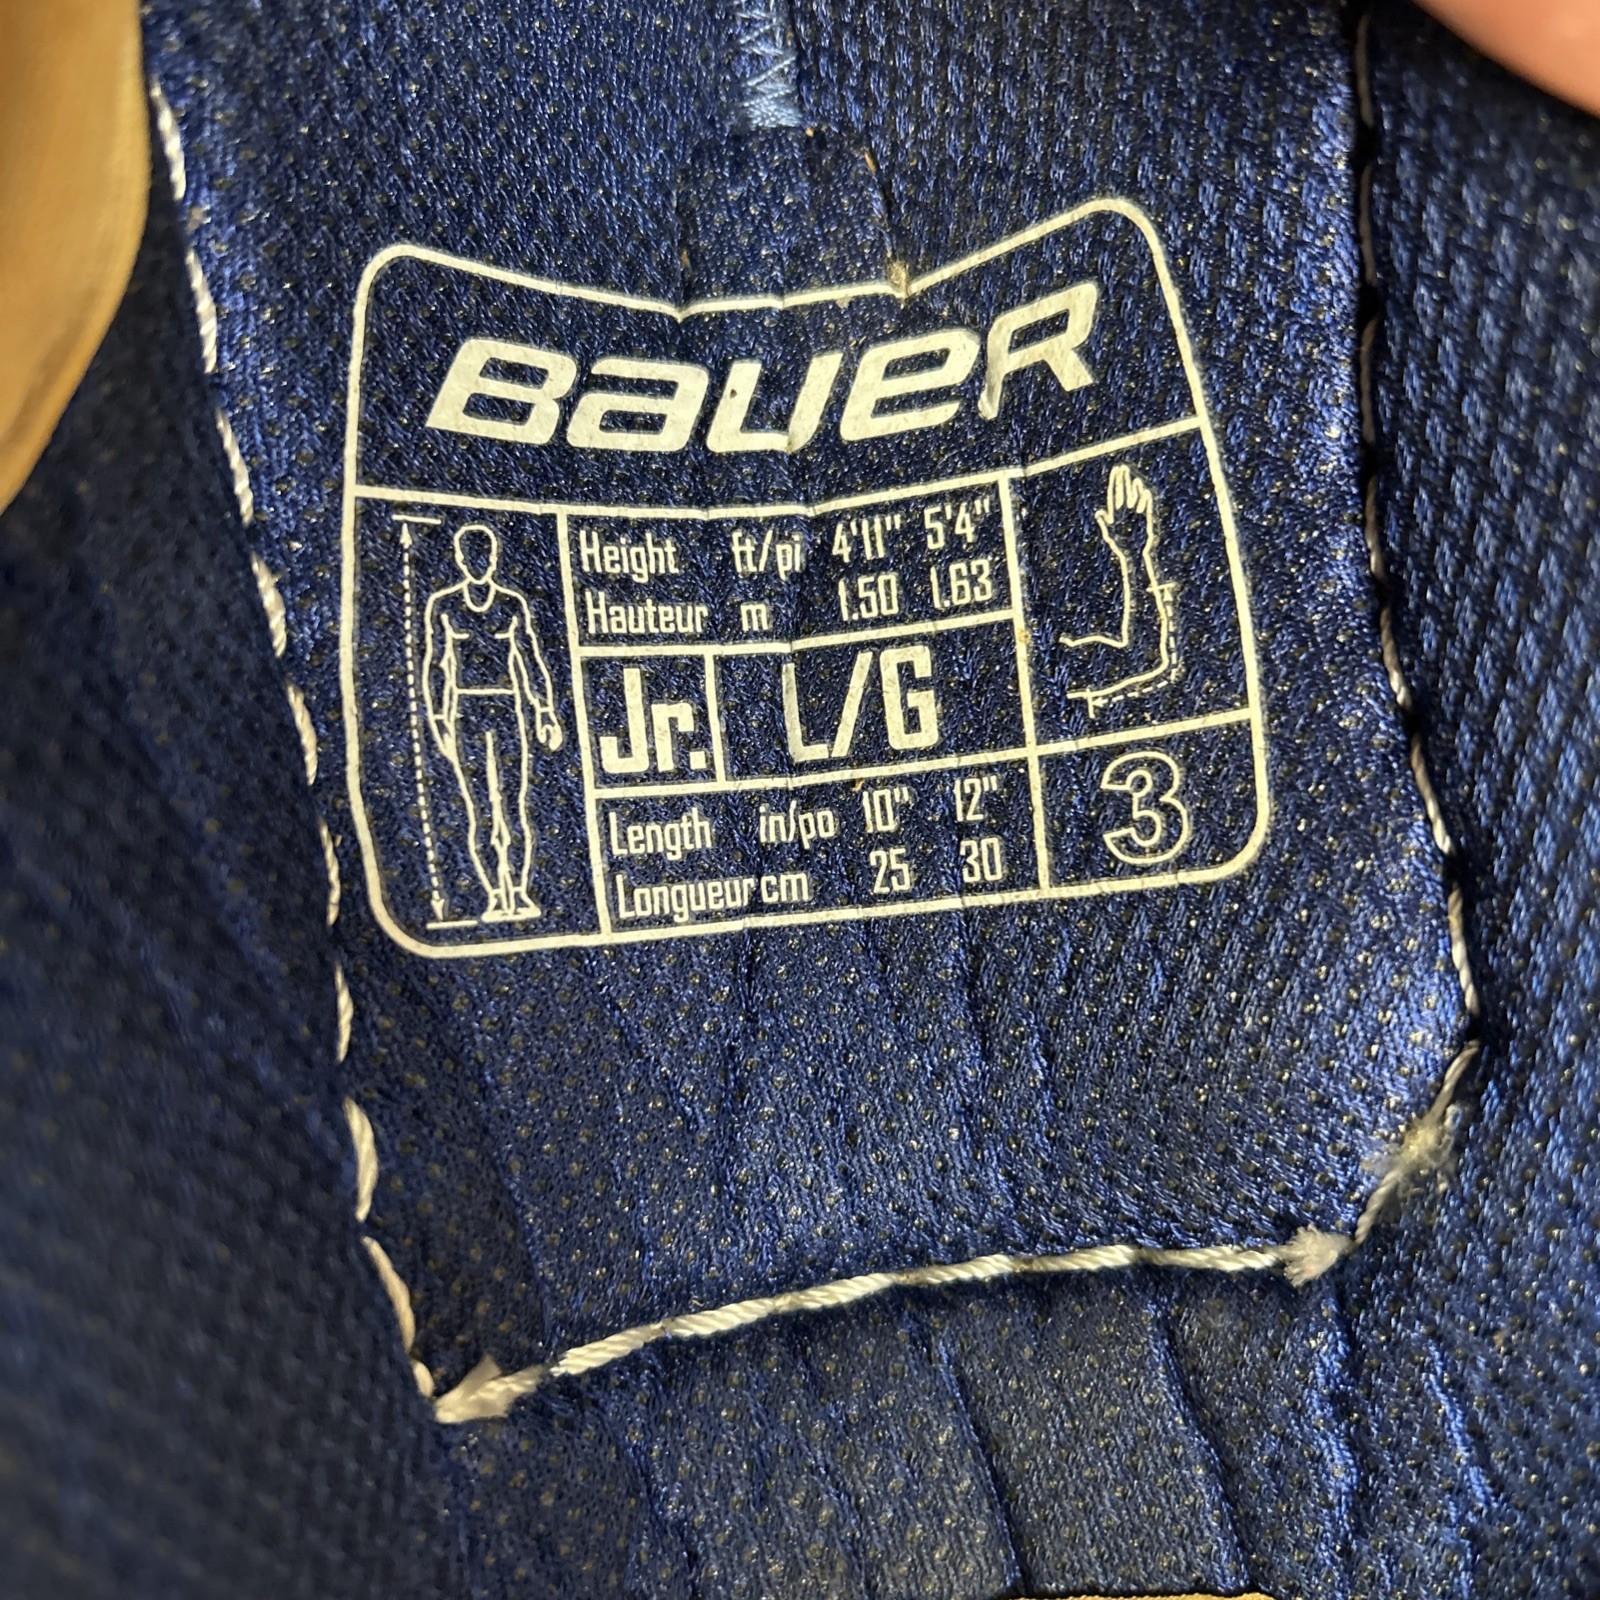 BAUER
Height ft/pi 4'11" 5'4"
Hauteur m 1.50 1.63
Jr. L/G
Length in/po 10" 12"
Longueur cm 25 30
3